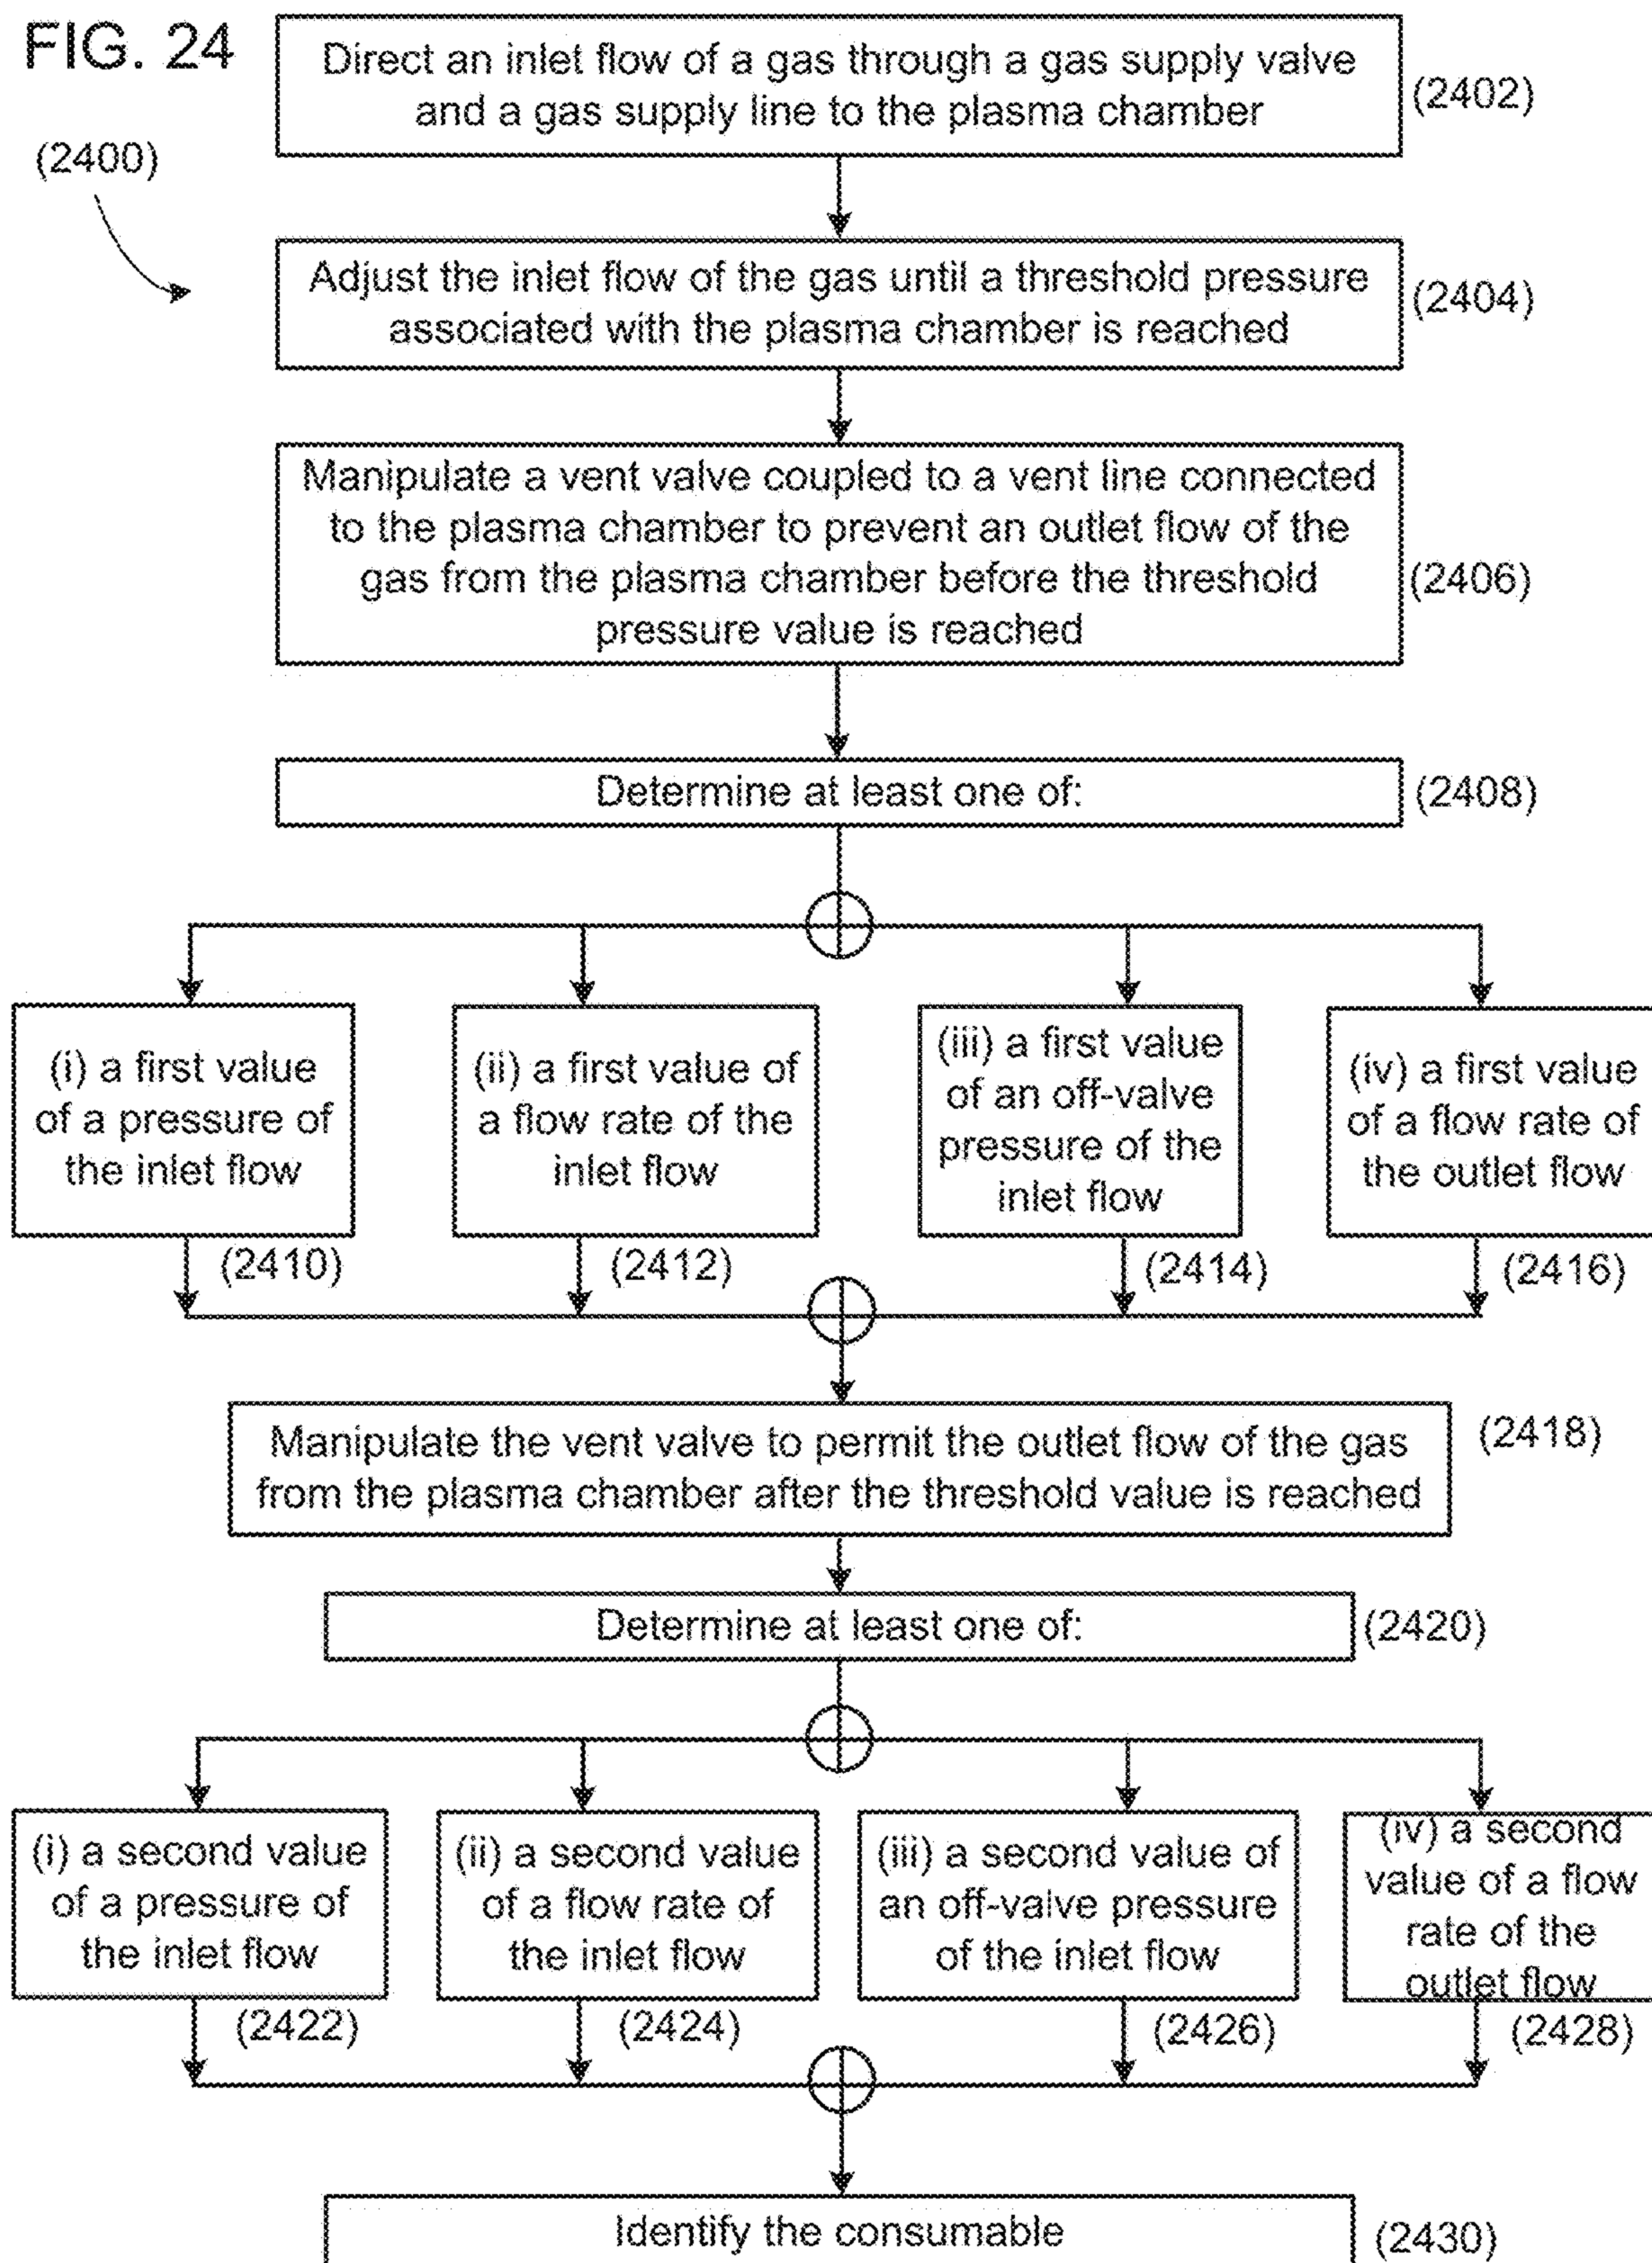 FIG. 24
Direct an inlet flow of a gas through a gas supply valve
and a gas supply line to the plasma chamber
(2402)
(2400)
Adjust the inlet flow of the gas until a threshold pressure
associated with the plasma chamber is reached
(2404)
Manipulate a vent valve coupled to a vent line connected
to the plasma chamber to prevent an outlet flow of the
gas from the plasma chamber before the threshold
pressure value is reached
(2406)
Determine at least one of:
(2408)
(i) a first value
of a pressure of
the inlet flow
(2410)
(ii) a first value of
a flow rate of the
inlet flow
(2412)
(iii) a first value
of an off-valve
pressure of the
inlet flow
(2414)
(iv) a first value
of a flow rate of
the outlet flow
(2416)
Manipulate the vent valve to permit the outlet flow of the gas
from the plasma chamber after the threshold value is reached
(2418)
Determine at least one of:
(2420)
(i) a second value
of a pressure of
the inlet flow
(2422)
(ii) a second value
of a flow rate of
the inlet flow
(2424)
(iii) a second value of
an off-valve pressure
of the inlet flow
(2426)
(iv) a second
value of a flow
rate of the
outlet flow
(2428)
Identify the consumable
(2430)